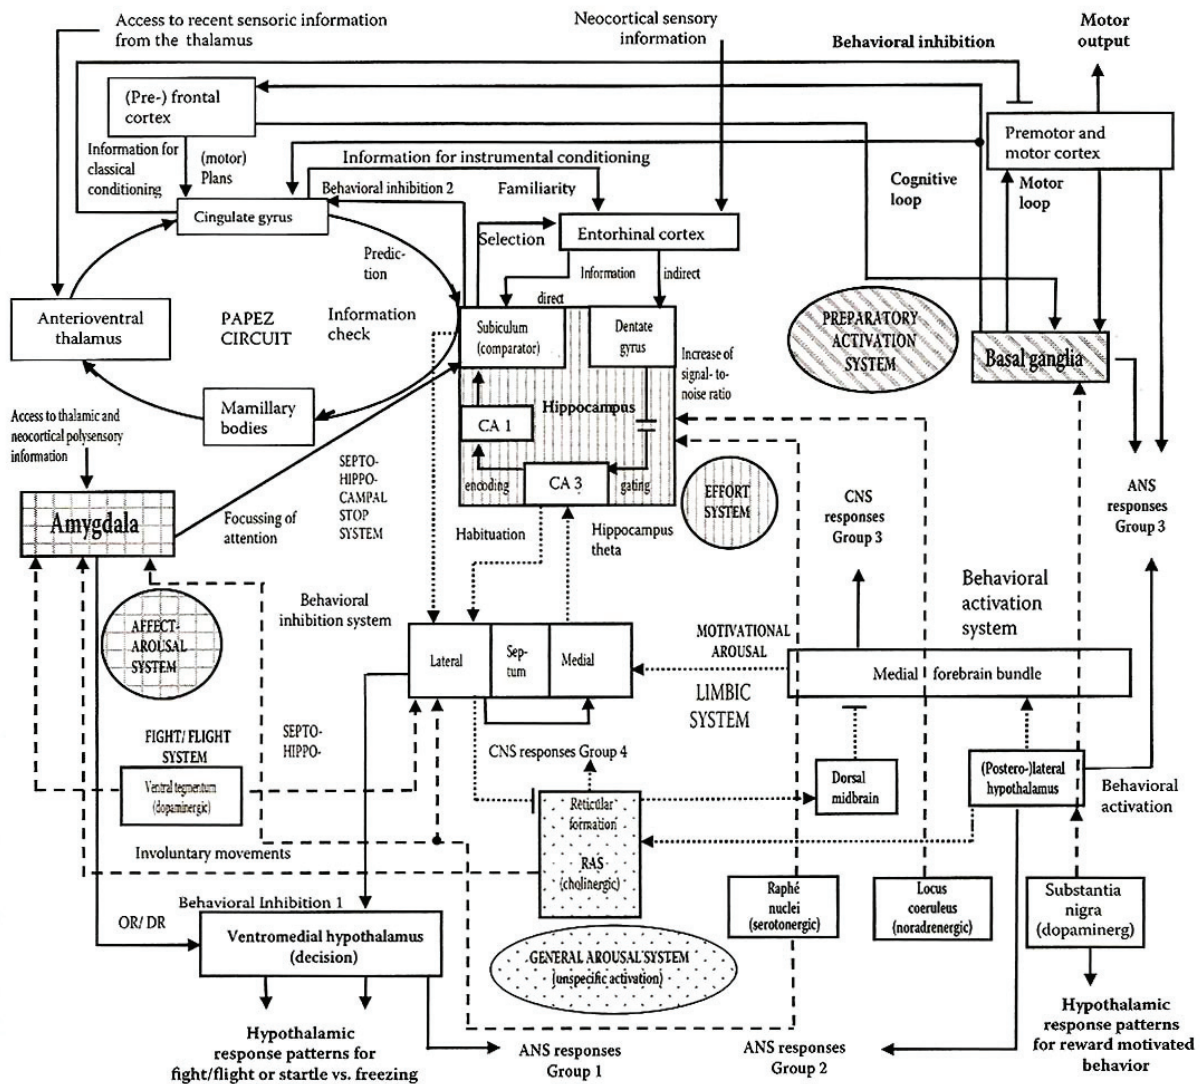 Access to recent sensoric information
from the thalamus
Neocortical sensory
information
Behavioral inhibition
Motor
output
(Pre-) frontal
cortex
Premotor and
motor cortex
Information for
classical
conditioning
(motor)
Plans
Information for instrumental conditioning
Behavioral inhibition 2
Familiarity
Cognitive
loop
Motor
loop
Cingulate gyrus
Selection
Entorhinal cortex
Predic-
tion
Information
indirect
direct
Anterioventral
thalamus
PAPEZ
CIRCUIT
Information
check
Subiculum
(comparator)
Dentate
gyrus
Increase of
signal- to-
noise ratio
PREPARATORY
ACTIVATION
SYSTEM
Basal ganglia
Mamillary
bodies
Hippocampus
CA 1
Access to thalamic and
neocortical polysensory
information
SEPTO-
HIPPO-
CAMPAL
STOP
SYSTEM
encoding
CA 3
gating
EFFORT
SYSTEM
CNS
responses
Group 3
ANS
responses
Group 3
Amygdala
Focussing of
attention
Habituation
Hippocampus
theta
AFFECT-
AROUSAL
SYSTEM
Behavioral
inhibition system
Behavioral
activation
system
Lateral
Sep-
tum
Medial
MOTIVATIONAL
AROUSAL
Medial forebrain bundle
LIMBIC
SYSTEM
FIGHT/ FLIGHT
SYSTEM
SEPTO-
HIPPO-
CNS responses Group 4
Ventral tegmentum
(dopaminergic)
Dorsal
midbrain
(Postero-)lateral
hypothalamus
Behavioral
activation
Reticular
formation
RAS
(cholinergic)
Involuntary movements
Raphé
nuclei
(serotonergic)
Locus
coeruleus
(noradrenergic)
Substantia
nigra
(dopaminerg)
Behavioral Inhibition 1
OR/ DR
Ventromedial hypothalamus
(decision)
GENERAL AROUSAL SYSTEM
(unspecific activation)
Hypothalamic
response patterns for
fight/flight or startle vs. freezing
ANS responses
Group 1
ANS responses
Group 2
Hypothalamic
response patterns
for reward motivated
behavior